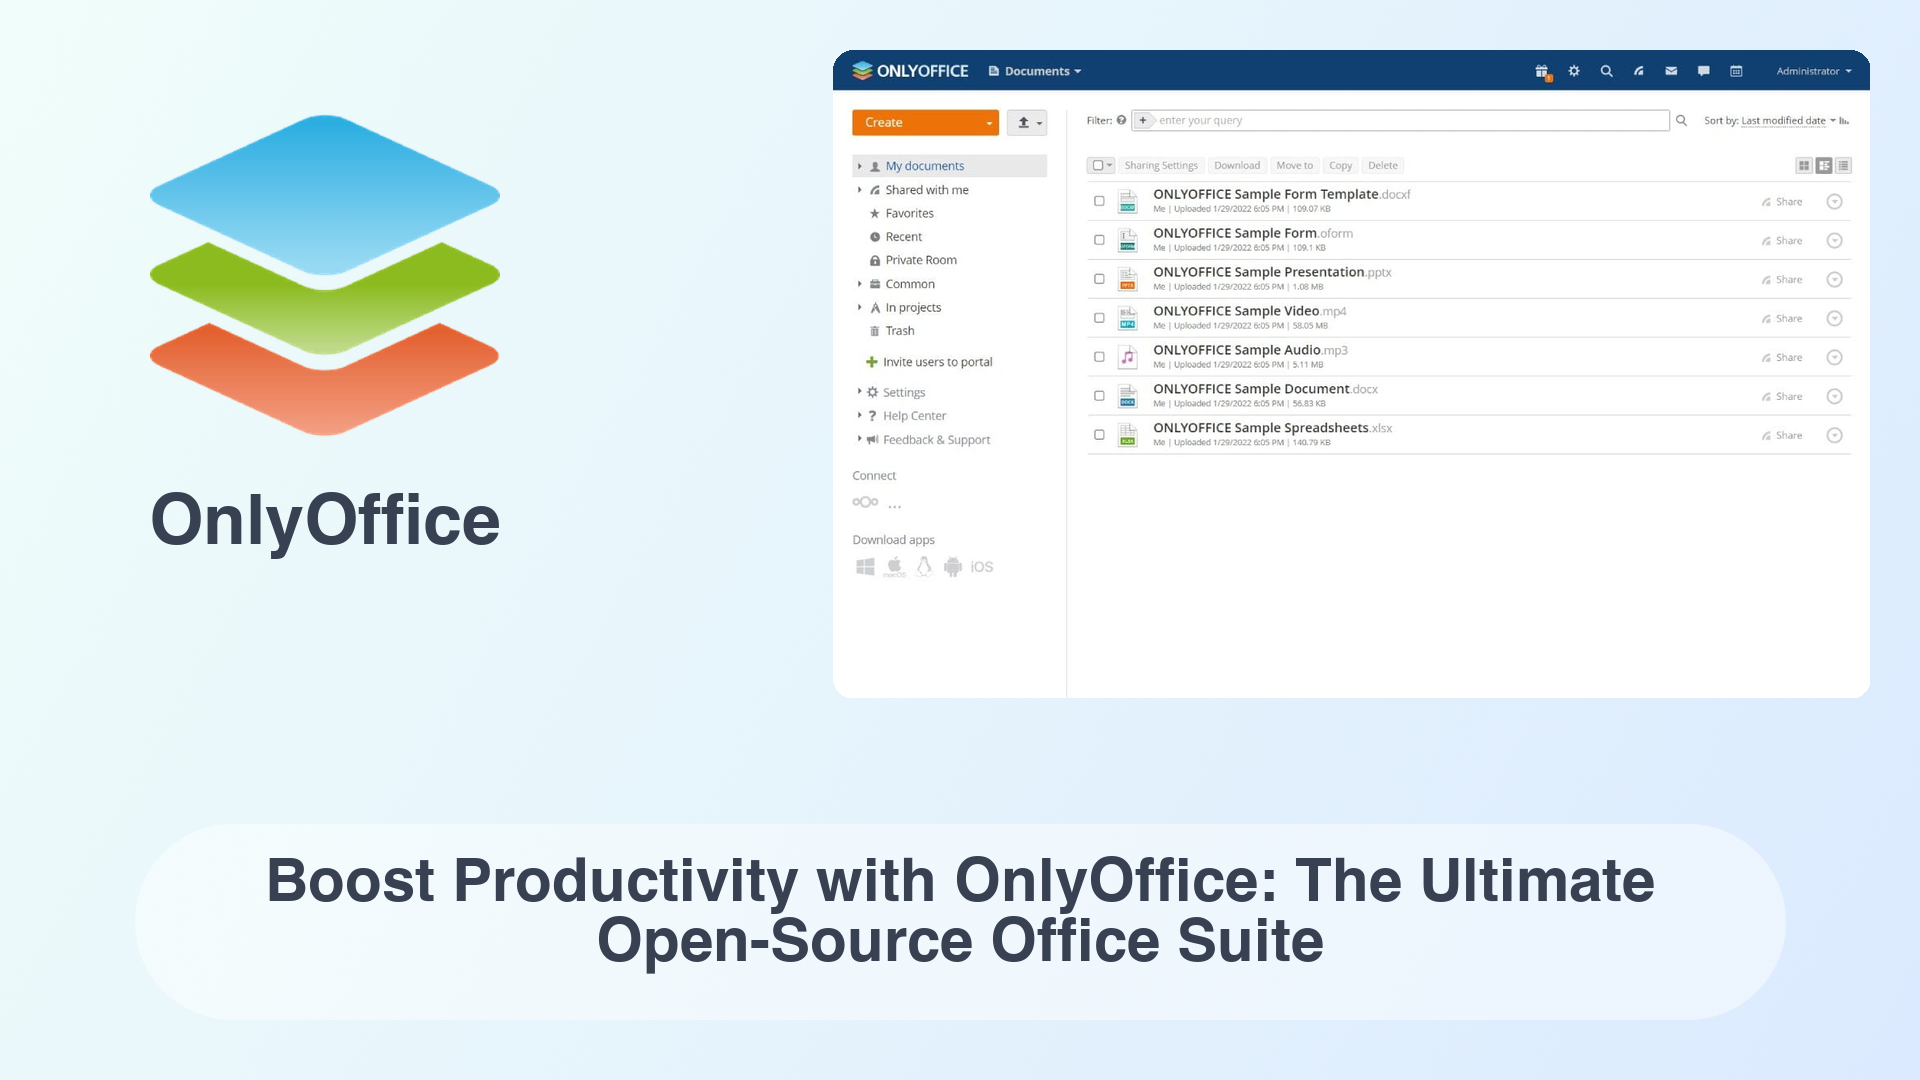 OnlyOffice
ONLYOFFICE Documents Administrator
Create
My documents
Shared with me
Favorites
Recent
Private Room
Common
In projects
Trash
Invite users to portal
Settings
Help Center
Feedback & Support
Connect
...
Download apps
macOS iOS
Filter: enter your query Sort by: Last modified date
Sharing Settings Download Move to Copy Delete
ONLYOFFICE Sample Form Template.docxf
Me | Uploaded 1/29/2022 6:05 PM | 109.07 KB
Share
ONLYOFFICE Sample Form.oform
Me | Uploaded 1/29/2022 6:05 PM | 109.1 KB
Share
ONLYOFFICE Sample Presentation.pptx
Me | Uploaded 1/29/2022 6:05 PM | 1.08 MB
Share
ONLYOFFICE Sample Video.mp4
Me | Uploaded 1/29/2022 6:05 PM | 58.05 MB
Share
ONLYOFFICE Sample Audio.mp3
Me | Uploaded 1/29/2022 6:05 PM | 5.11 MB
Share
ONLYOFFICE Sample Document.docx
Me | Uploaded 1/29/2022 6:05 PM | 56.83 KB
Share
ONLYOFFICE Sample Spreadsheets.xlsx
Me | Uploaded 1/29/2022 6:05 PM | 140.79 KB
Share
Boost Productivity with OnlyOffice: The Ultimate
Open-Source Office Suite